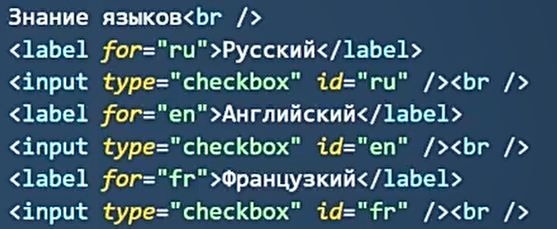 Знание языков<br />
<label for="ru">Русский</label>
<input type="checkbox" id="ru" /><br />
<label for="en">Английский</label>
<input type="checkbox" id="en" /><br />
<label for="fr">Французкий</label>
<input type="checkbox" id="fr" /><br />